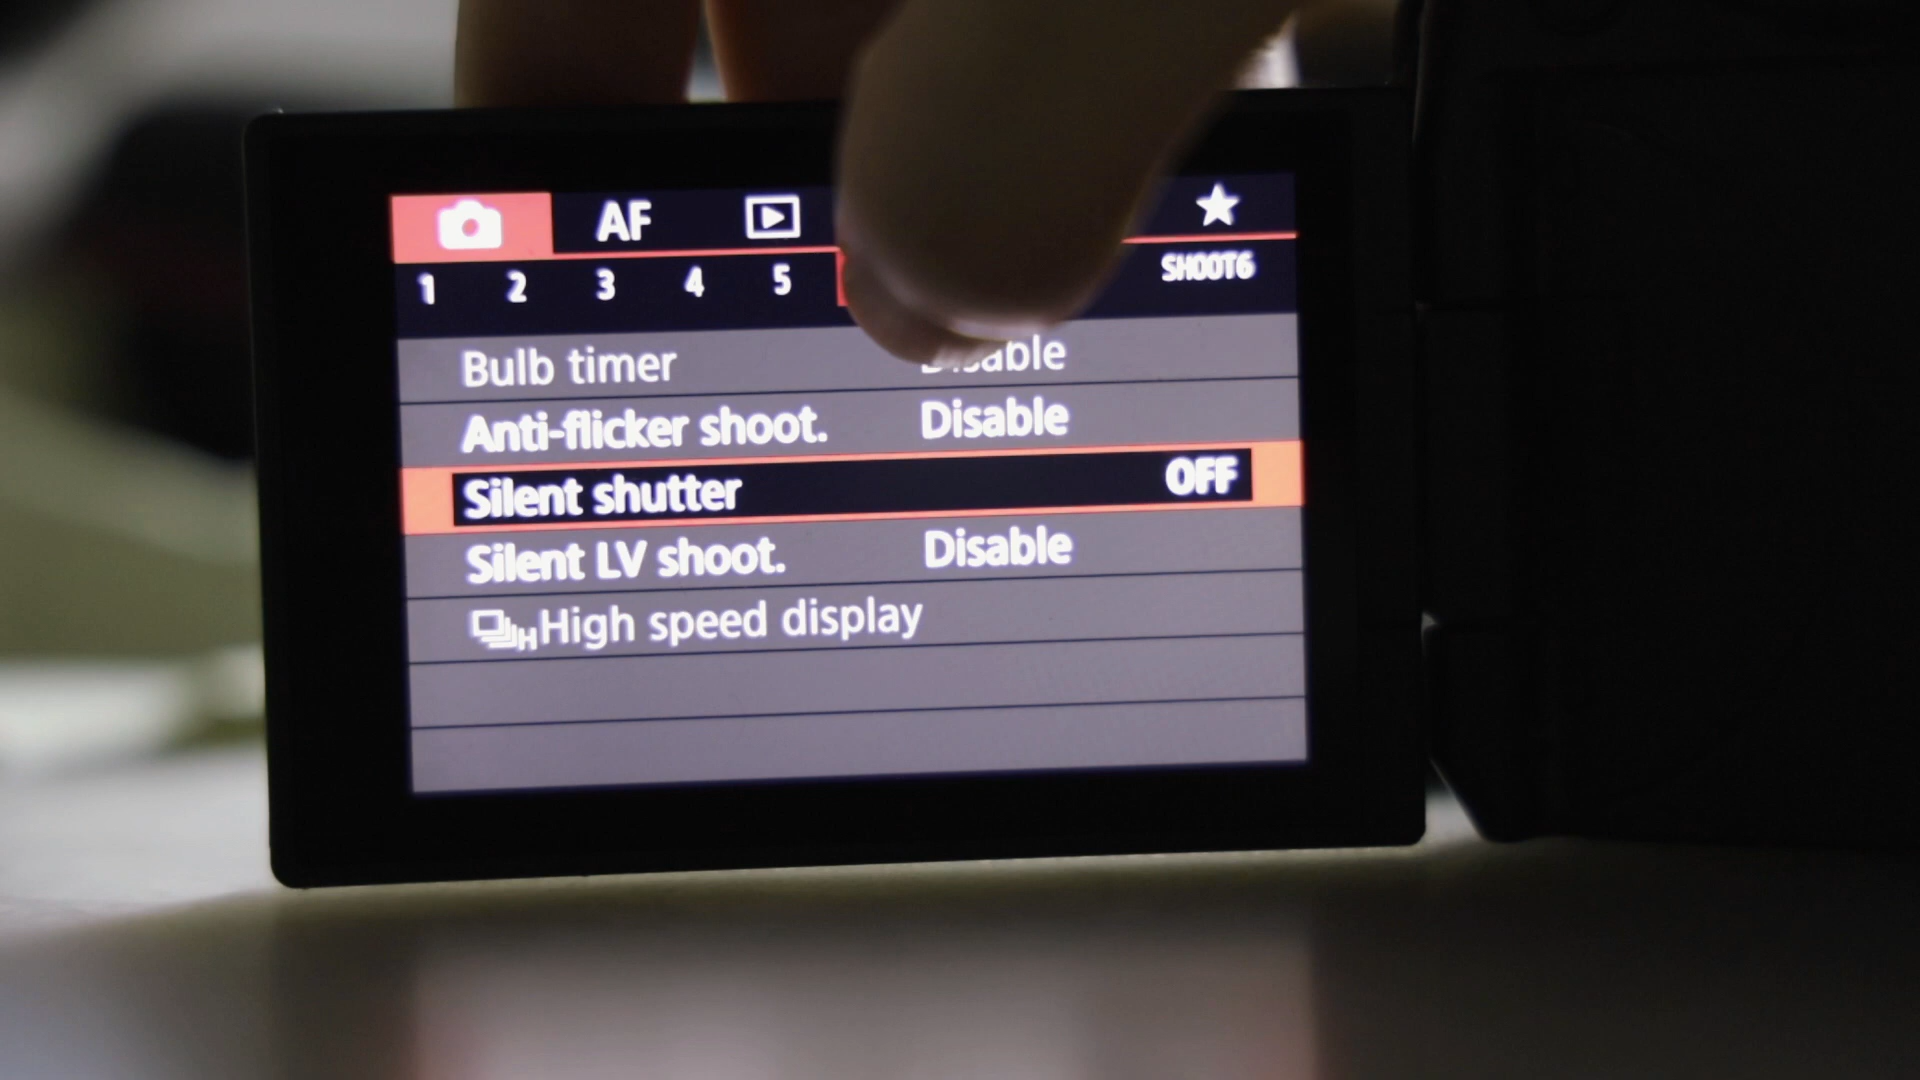 AF
1 2 3 4 5 SHOOT6
Bulb timer Disable
Anti-flicker shoot. Disable
Silent shutter OFF
Silent LV shoot. Disable
H High speed display